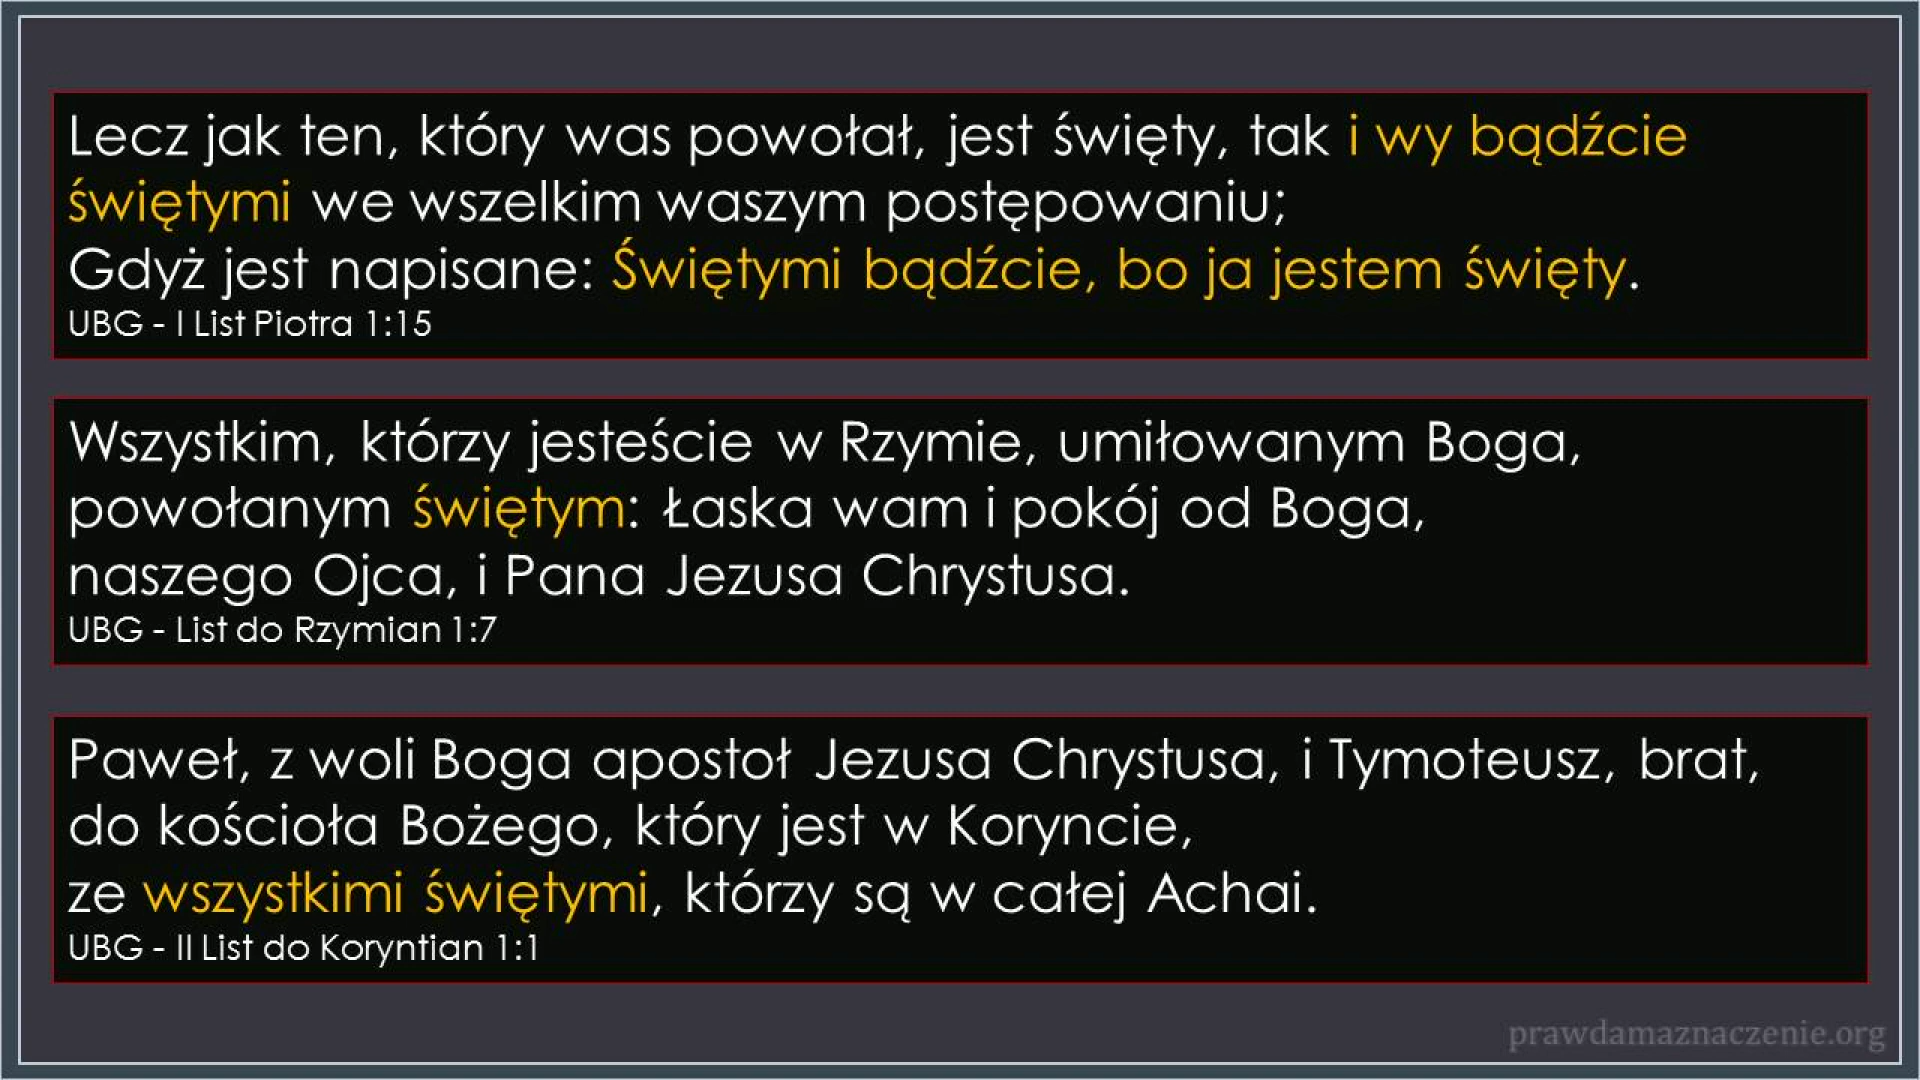 Lecz jak ten, który was powołał, jest święty, tak i wy bądźcie
świętymi we wszelkim waszym postępowaniu;
Gdyż jest napisane: Świętymi bądźcie, bo ja jestem święty.
UBG - I List Piotra 1:15
Wszystkim, którzy jesteście w Rzymie, umiłowanym Boga,
powołanym świętym: Łaska wam i pokój od Boga,
naszego Ojca, i Pana Jezusa Chrystusa.
UBG - List do Rzymian 1:7
Paweł, z woli Boga apostoł Jezusa Chrystusa, i Tymoteusz, brat,
do kościoła Bożego, który jest w Koryncie,
ze wszystkimi świętymi, którzy są w całej Achai.
UBG - II List do Koryntian 1:1
prawdamaznaczenie.org